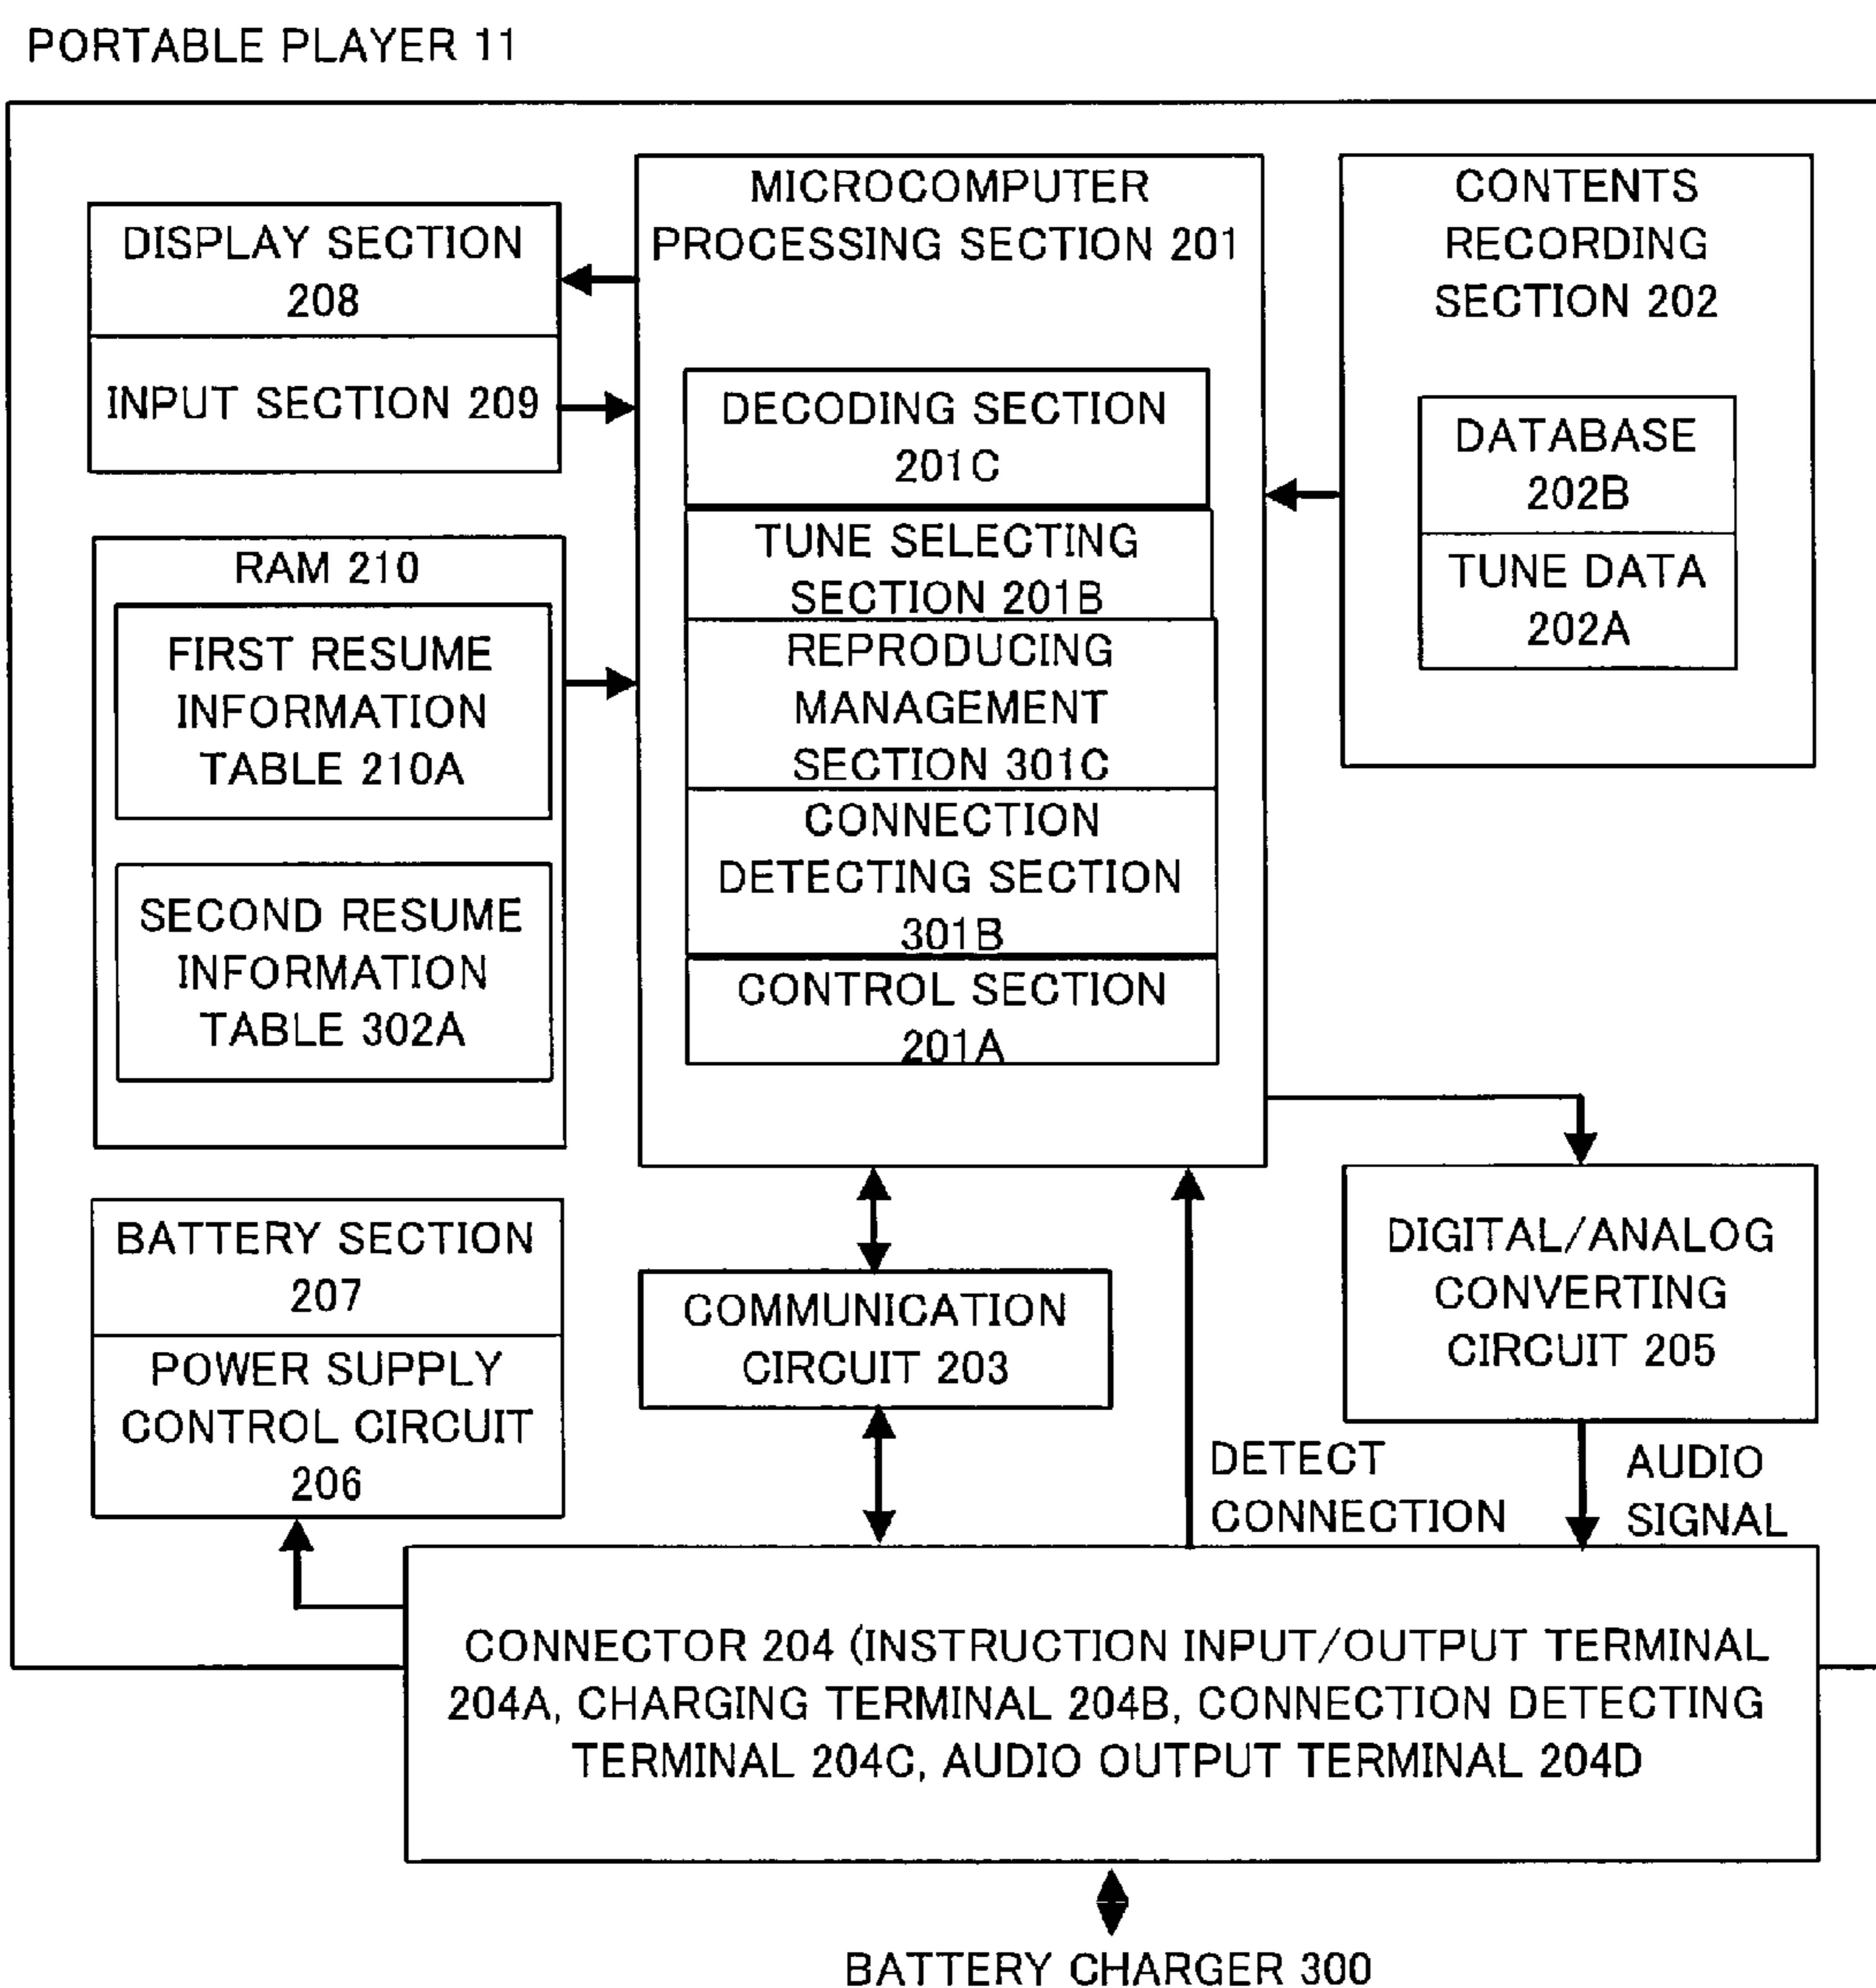 PORTABLE PLAYER 11
DISPLAY SECTION
208
INPUT SECTION 209
RAM 210
FIRST RESUME
INFORMATION
TABLE 210A
SECOND RESUME
INFORMATION
TABLE 302A
BATTERY SECTION
207
POWER SUPPLY
CONTROL CIRCUIT
206
MICROCOMPUTER
PROCESSING SECTION 201
DECODING SECTION
201C
TUNE SELECTING
SECTION 201B
REPRODUCING
MANAGEMENT
SECTION 301C
CONNECTION
DETECTING SECTION
301B
CONTROL SECTION
201A
CONTENTS
RECORDING
SECTION 202
DATABASE
202B
TUNE DATA
202A
COMMUNICATION
CIRCUIT 203
DETECT
CONNECTION
DIGITAL/ANALOG
CONVERTING
CIRCUIT 205
AUDIO
SIGNAL
CONNECTOR 204 (INSTRUCTION INPUT/OUTPUT TERMINAL
204A, CHARGING TERMINAL 204B, CONNECTION DETECTING
TERMINAL 204C, AUDIO OUTPUT TERMINAL 204D
BATTERY CHARGER 300